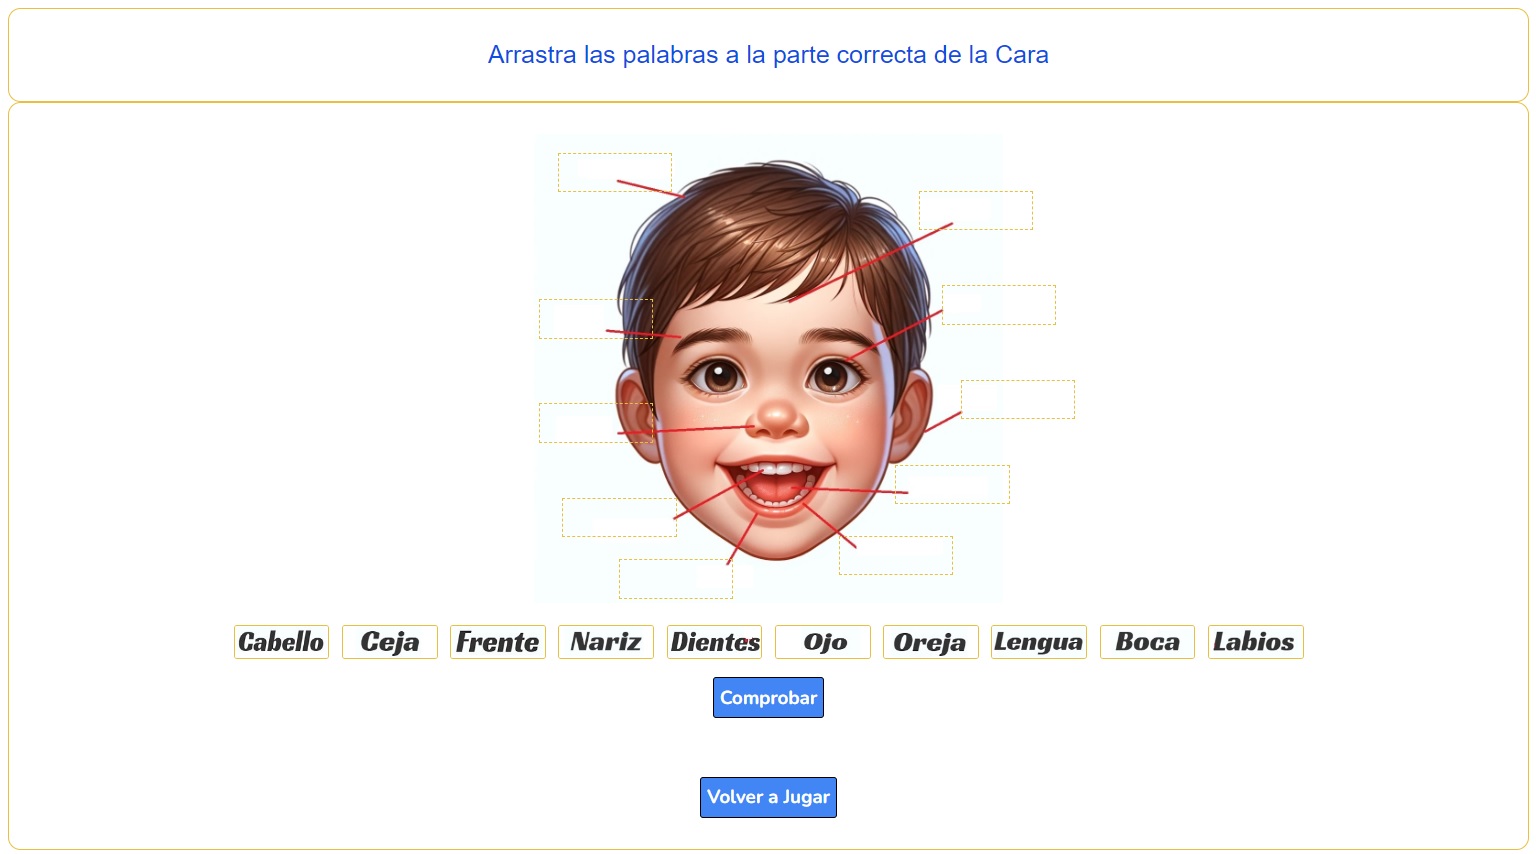 Arrastra las palabras a la parte correcta de la Cara
Cabello Ceja Frente Nariz Dientes Ojo Oreja Lengua Boca Labios
Comprobar
Volver a Jugar